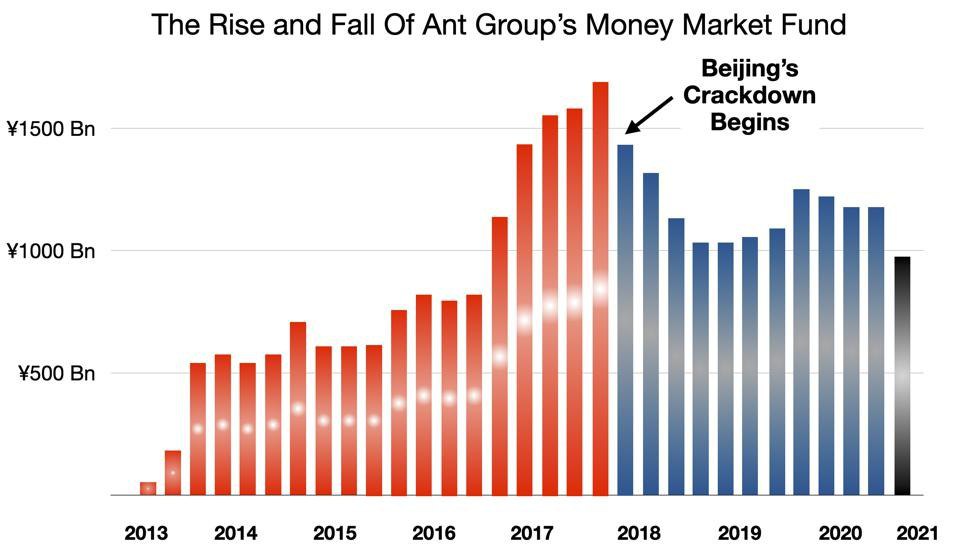 The Rise and Fall Of Ant Group’s Money Market Fund
Beijing’s
Crackdown
Begins
¥1500 Bn
¥1000 Bn
¥500 Bn
2013 2014 2015 2016 2017 2018 2019 2020 2021